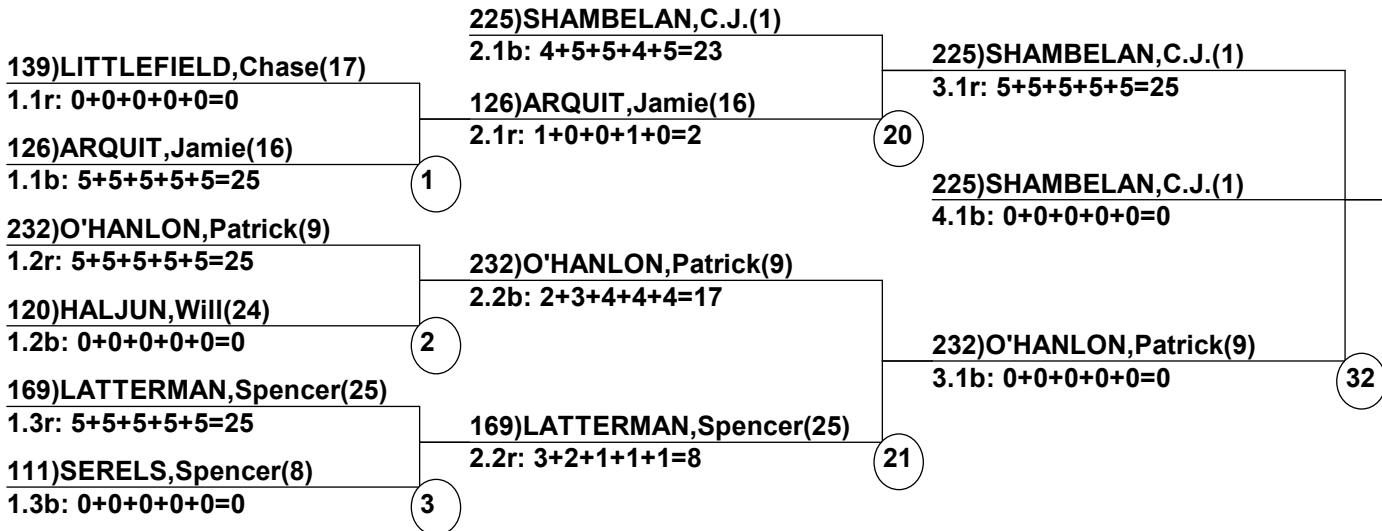 139)LITTLEFIELD,Chase(17)
1.1r: 0+0+0+0+0=0
126)ARQUIT,Jamie(16)
1.1b: 5+5+5+5+5=25
1
232)O'HANLON,Patrick(9)
1.2r: 5+5+5+5+5=25
120)HALJUN,Will(24)
1.2b: 0+0+0+0+0=0
2
169)LATTERMAN,Spencer(25)
1.3r: 5+5+5+5+5=25
111)SERELS,Spencer(8)
1.3b: 0+0+0+0+0=0
3
225)SHAMBELAN,C.J.(1)
2.1b: 4+5+5+4+5=23
126)ARQUIT,Jamie(16)
2.1r: 1+0+0+1+0=2
20
232)O'HANLON,Patrick(9)
2.2b: 2+3+4+4+4=17
169)LATTERMAN,Spencer(25)
2.2r: 3+2+1+1+1=8
21
225)SHAMBELAN,C.J.(1)
3.1r: 5+5+5+5+5=25
225)SHAMBELAN,C.J.(1)
4.1b: 0+0+0+0+0=0
232)O'HANLON,Patrick(9)
3.1b: 0+0+0+0+0=0
32